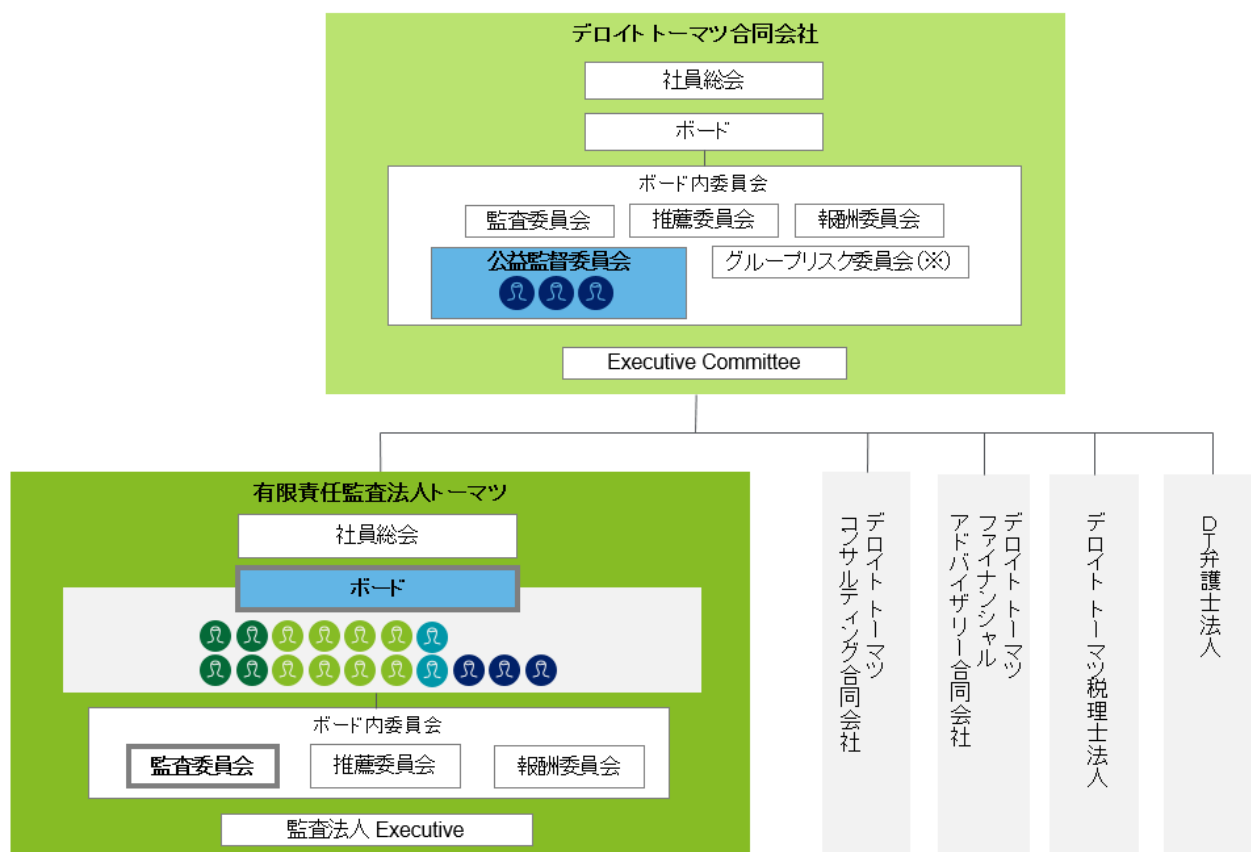 デロイト トーマツ合同会社
社員総会
ボード
ボード内委員会
監査委員会
推薦委員会
報酬委員会
公益監督委員会
グループリスク委員会(※)
Executive Committee
有限責任監査法人トーマツ
社員総会
ボード
ボード内委員会
監査委員会
推薦委員会
報酬委員会
監査法人 Executive
デロイト トーマツ
コンサルティング合同会社
デロイト トーマツ
ファイナンシャル
アドバイザリー合同会社
デロイト トーマツ税理士法人
DT弁護士法人